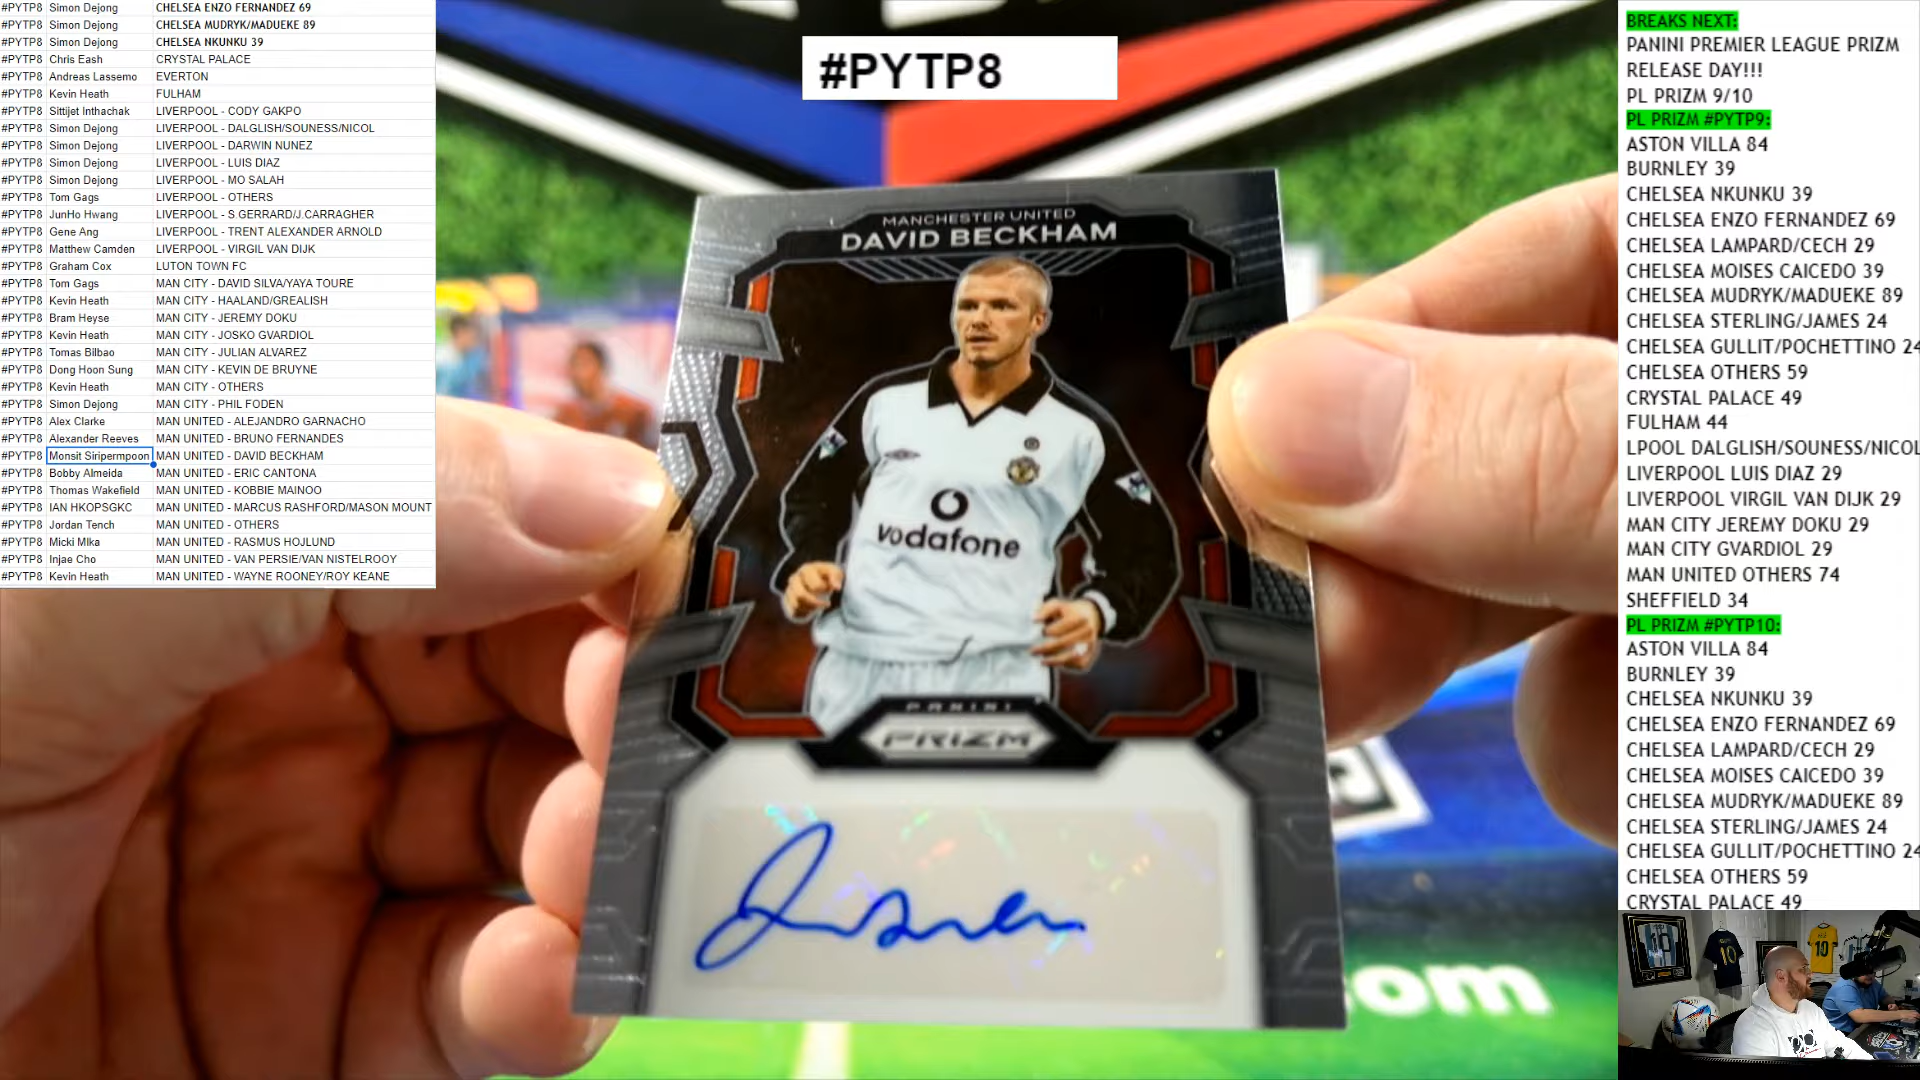 #PYTP8 Simon Dejong CHELSEA ENZO FERNANDEZ 69
#PYTP8 Simon Dejong CHELSEA MUDRYK/MADUEKE 89
#PYTP8 Simon Dejong CHELSEA NKUNKU 39
#PYTP8 Chris Eash CRYSTAL PALACE
#PYTP8 Andreas Lassemo EVERTON
#PYTP8 Kevin Heath FULHAM
#PYTP8 Sittijet Inthachak LIVERPOOL - CODY GAKPO
#PYTP8 Simon Dejong LIVERPOOL - DALGLISH/SOUNESS/NICOL
#PYTP8 Simon Dejong LIVERPOOL - DARWIN NUNEZ
#PYTP8 Simon Dejong LIVERPOOL - LUIS DIAZ
#PYTP8 Simon Dejong LIVERPOOL - MO SALAH
#PYTP8 Tom Gags LIVERPOOL - OTHERS
#PYTP8 JunHo Hwang LIVERPOOL - S GERRARD/J.CARRAGHER
#PYTP8 Gene Ang LIVERPOOL - TRENT ALEXANDER ARNOLD
#PYTP8 Matthew Camden LIVERPOOL - VIRGIL VAN DIJK
#PYTP8 Graham Cox LUTON TOWN FC
#PYTP8 Tom Gags MAN CITY - DAVID SILVA/YAYA TOURE
#PYTP8 Kevin Heath MAN CITY - HAALAND/GREALISH
#PYTP8 Bram Heyse MAN CITY - JEREMY DOKU
#PYTP8 Kevin Heath MAN CITY - JOSKO GVARDIOL
#PYTP8 Tomas Bilbao MAN CITY - JULIAN ALVAREZ
#PYTP8 Dong Hoon Sung MAN CITY - KEVIN DE BRUYNE
#PYTP8 Kevin Heath MAN CITY - OTHERS
#PYTP8 Simon Dejong MAN CITY - PHIL FODEN
#PYTP8 Alex Clarke MAN UNITED - ALEJANDRO GARNACHO
#PYTP8 Alexander Reeves MAN UNITED - BRUNO FERNANDES
#PYTP8 Monsit Siripermpoon MAN UNITED - DAVID BECKHAM
#PYTP8 Bobby Almeida MAN UNITED - ERIC CANTONA
#PYTP8 Thomas Wakefield MAN UNITED - KOBBIE MAINOO
#PYTP8 IAN HKOPSGKC MAN UNITED - MARCUS RASHFORD/MASON MOUNT
#PYTP8 Jordan Tench MAN UNITED - OTHERS
#PYTP8 Micki Mlka MAN UNITED - RASMUS HOJLUND
#PYTP8 Injae Cho MAN UNITED - VAN PERSIE/VAN NISTELROOY
#PYTP8 Kevin Heath MAN UNITED - WAYNE ROONEY/ROY KEANE
#PYTP8
MANCHESTER UNITED
DAVID BECKHAM
vodafone
PANINI
PRIZM
om
BREAKS NEXT:
PANINI PREMIER LEAGUE PRIZM
RELEASE DAY!!!
PL PRIZM 9/10
PL PRIZM #PYTP9:
ASTON VILLA 84
BURNLEY 39
CHELSEA NKUNKU 39
CHELSEA ENZO FERNANDEZ 69
CHELSEA LAMPARD/CECH 29
CHELSEA MOISES CAICEDO 39
CHELSEA MUDRYK/MADUEKE 89
CHELSEA STERLING/JAMES 24
CHELSEA GULLIT/POCHETTINO 24
CHELSEA OTHERS 59
CRYSTAL PALACE 49
FULHAM 44
LPOOL DALGLISH/SOUNESS/NICOL
LIVERPOOL LUIS DIAZ 29
LIVERPOOL VIRGIL VAN DIJK 29
MAN CITY JEREMY DOKU 29
MAN CITY GVARDIOL 29
MAN UNITED OTHERS 74
SHEFFIELD 34
PL PRIZM #PYTP10:
ASTON VILLA 84
BURNLEY 39
CHELSEA NKUNKU 39
CHELSEA ENZO FERNANDEZ 69
CHELSEA LAMPARD/CECH 29
CHELSEA MOISES CAICEDO 39
CHELSEA MUDRYK/MADUEKE 89
CHELSEA STERLING/JAMES 24
CHELSEA GULLIT/POCHETTINO 24
CHELSEA OTHERS 59
CRYSTAL PALACE 49
10
10